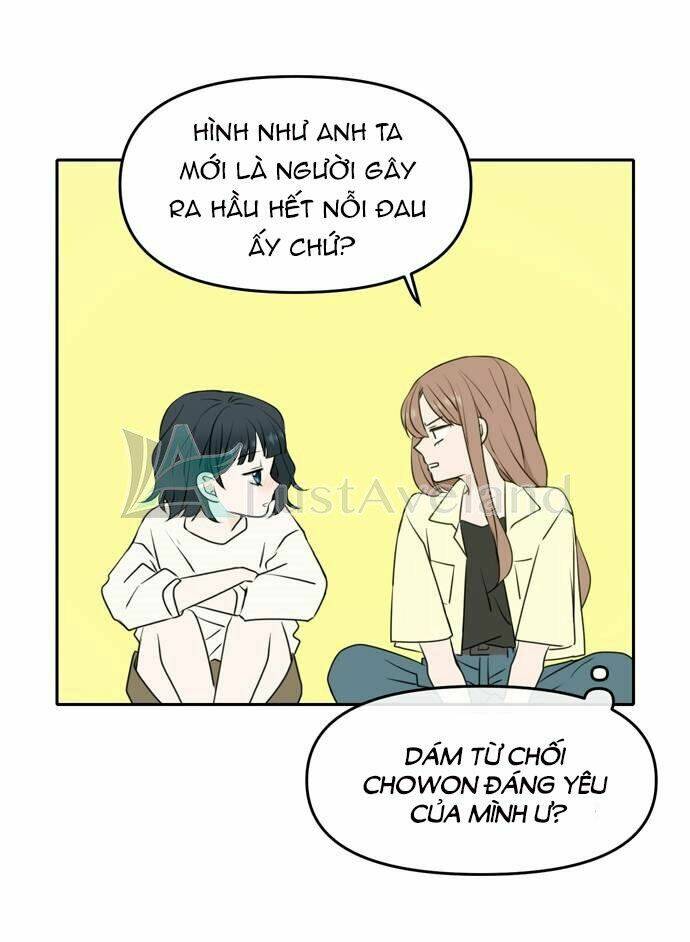 HÌNH NHƯ ANH TA
MỚI LÀ NGƯỜI GÂY
RA HẦU HẾT NỖI ĐAU
ẤY CHỨ?
LustAveland
DÁM TỪ CHỐI
CHOWON ĐÁNG YÊU
CỦA MÌNH Ư?